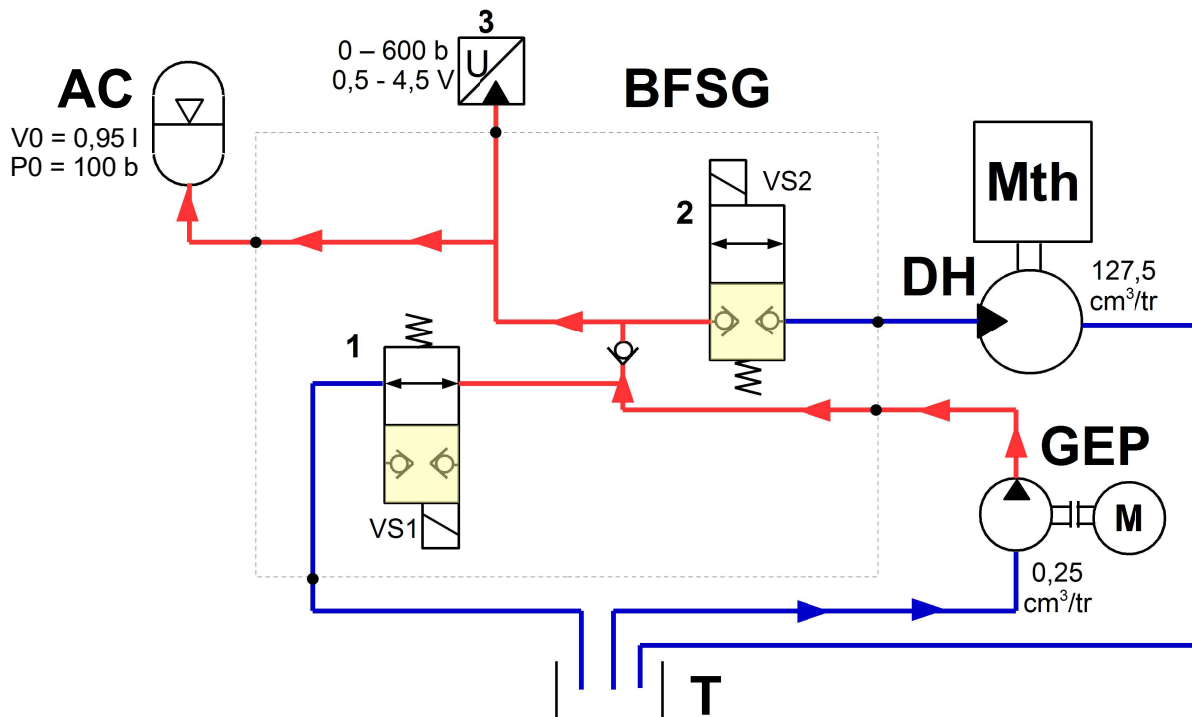 3
0 – 600 b
0,5 - 4,5 V
U
AC
V0 = 0,95 l
P0 = 100 b
BFSG
VS2
2
Mth
DH
127,5
cm³/tr
1
GEP
M
VS1
0,25
cm³/tr
T